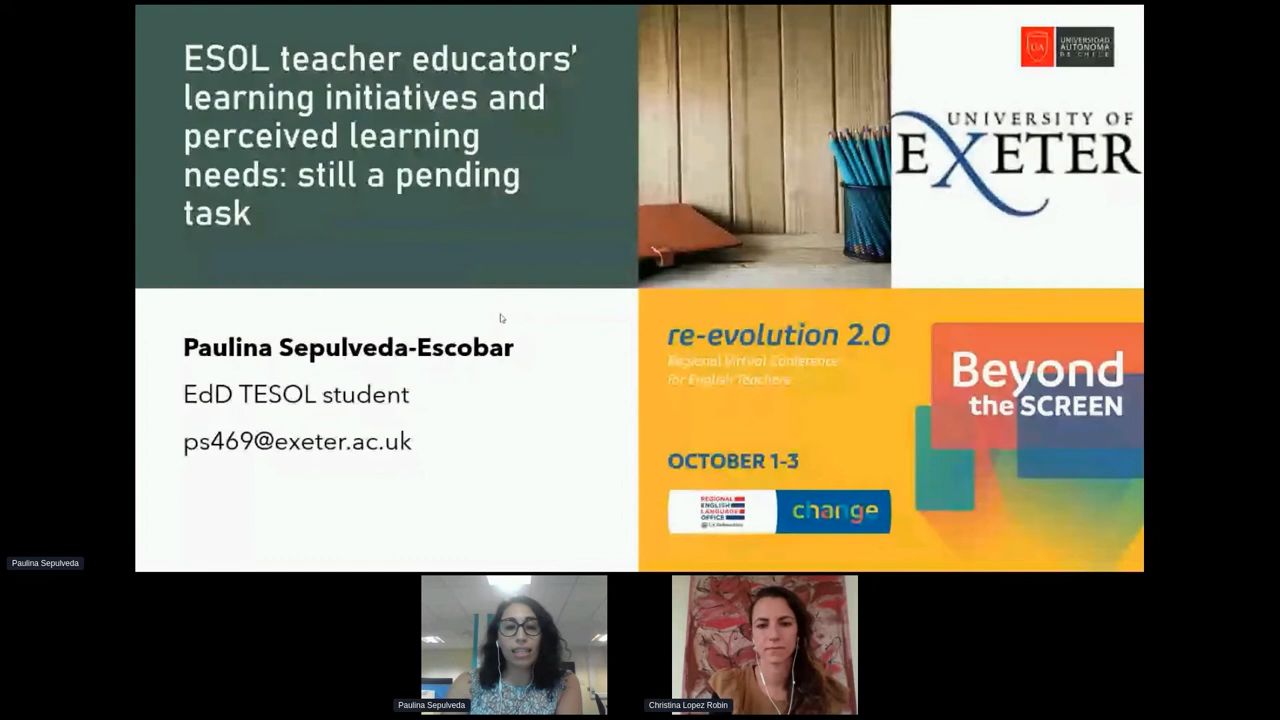 ESOL teacher educators’
learning initiatives and
perceived learning
needs: still a pending
task
UA
UNIVERSIDAD
AUTONOMA
DE CHILE
UNIVERSITY OF
EXETER
Paulina Sepulveda-Escobar
EdD TESOL student
ps469@exeter.ac.uk
re-evolution 2.0
Regional Virtual Conference
for English Teachers
Beyond
the SCREEN
OCTOBER 1-3
REGIONAL
ENGLISH
LANGUAGE
OFFICE
change
Paulina Sepulveda
Paulina Sepulveda
Christina Lopez Robin